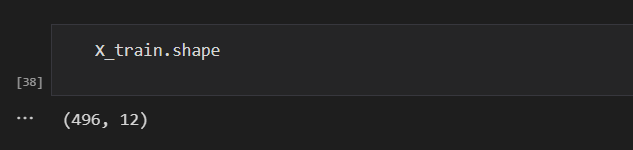 X_train.shape
[38]
... (496, 12)